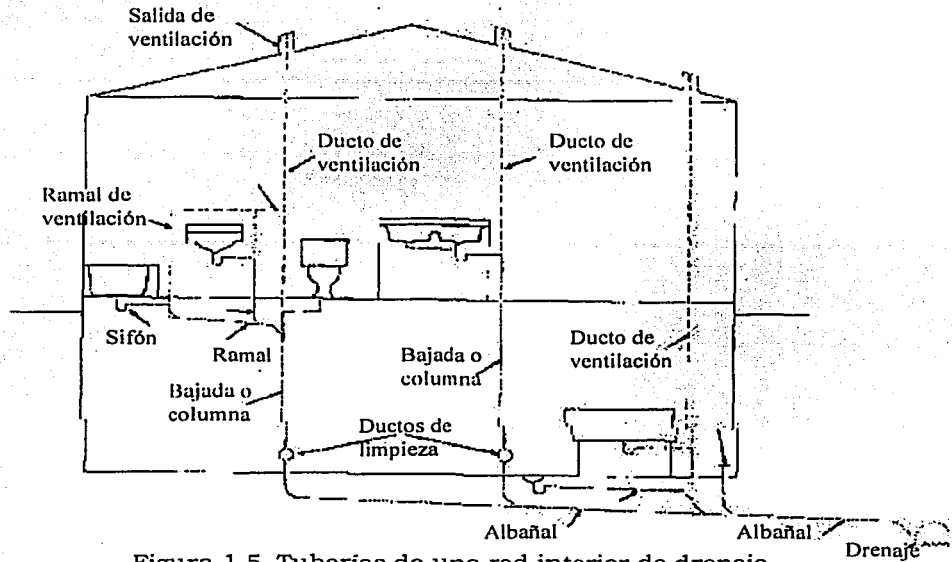 Salida de
ventilación
Ducto de
ventilación
Ducto de
ventilación
Ramal de
ventilación
Sifón
Ramal
Bajada o
columna
Bajada o
columna
Ducto de
ventilación
Ductos de
limpieza
Albañal
Albañal
Drenaje
Figura 1.5 Tuberías de una red interior de drenaje